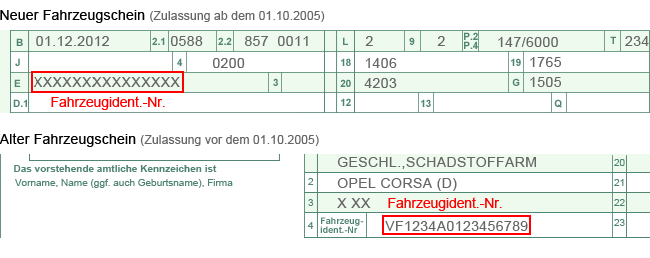 Neuer Fahrzeugschein (Zulassung ab dem 01.10.2005)
B 01.12.2012 2.1 0588 2.2 857 0011 L 2 9 2 P.2 P.4 147/6000 T 234
J 4 0200 18 1406 19 1765
E XXXXXXXXXXXXXXXXX 3 20 4203 G 1505
D.1 Fahrzeugident.-Nr. 12 13 Q
Alter Fahrzeugschein (Zulassung vor dem 01.10.2005)
GESCHL.,SCHADSTOFFARM 20
Das vorstehende amtliche Kennzeichen ist
Vorname, Name (ggf. auch Geburtsname), Firma
2 OPEL CORSA (D) 21
3 X XX Fahrzeugident.-Nr. 22
4 Fahrzeug-ident.-Nr VF1234A0123456789 23